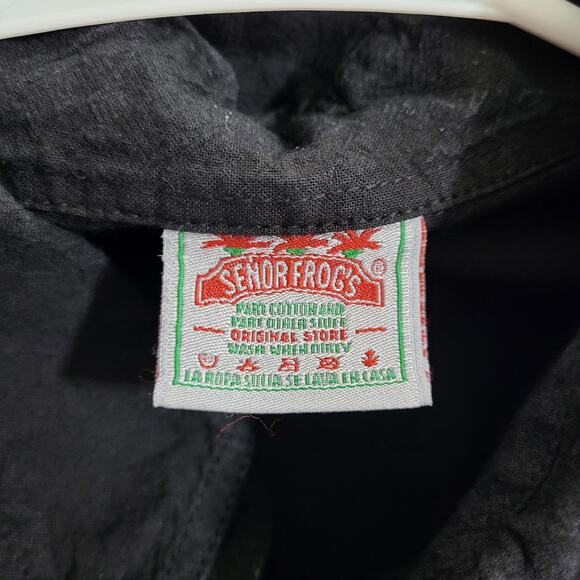 SENOR FROG'S
®
PART COTTON AND
PART OTHER STUFF
ORIGINAL STORE
WASH WHEN DIRTY
LA ROPA SUCIA SE LAVA EN CASA